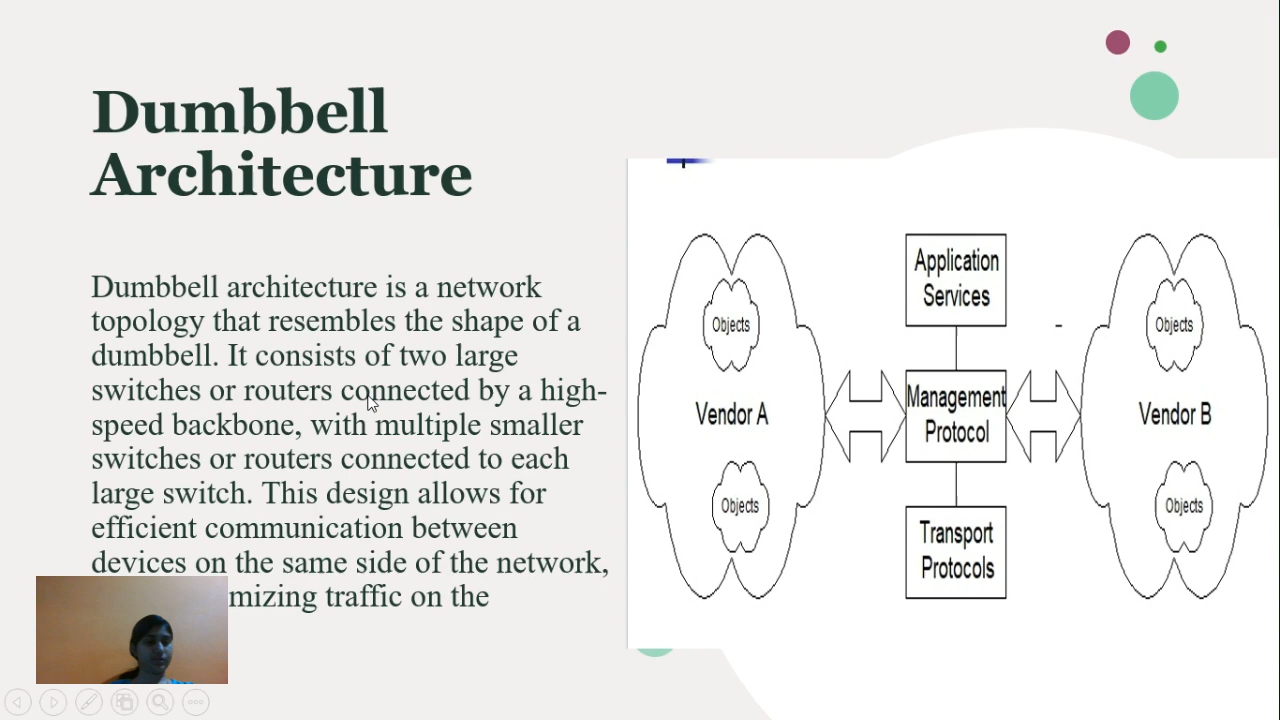 Dumbbell
Architecture
Dumbbell architecture is a network
topology that resembles the shape of a
dumbbell. It consists of two large
switches or routers connected by a high-
speed backbone, with multiple smaller
switches or routers connected to each
large switch. This design allows for
efficient communication between
devices on the same side of the network,
mizing traffic on the
Application
Services
Objects
Objects
Vendor A
Management
Protocol
Vendor B
Objects
Objects
Transport
Protocols